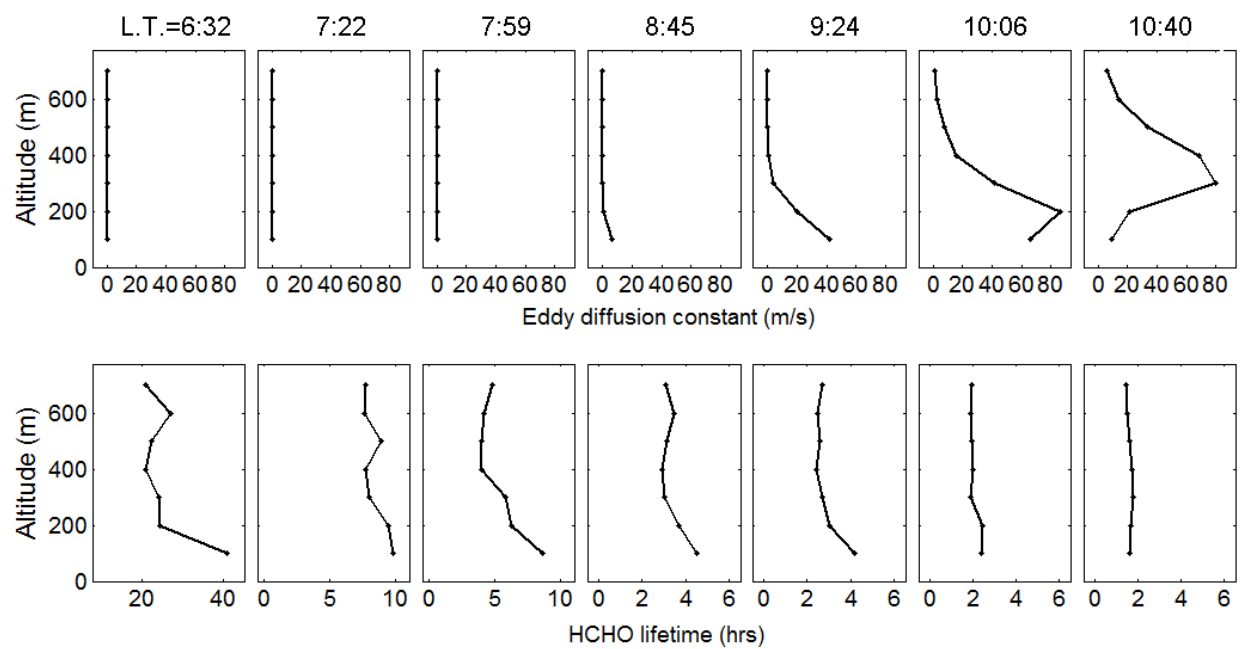 L.T.=6:32 7:22 7:59 8:45 9:24 10:06 10:40
Altitude (m)
600
400
200
0
0 20 40 60 80 0 20 40 60 80 0 20 40 60 80 0 20 40 60 80 0 20 40 60 80 0 20 40 60 80 0 20 40 60 80
Eddy diffusion constant (m/s)
Altitude (m)
600
400
200
0
20 40 0 5 10 0 5 10 0 2 4 6 0 2 4 6 0 2 4 6 0 2 4 6
HCHO lifetime (hrs)